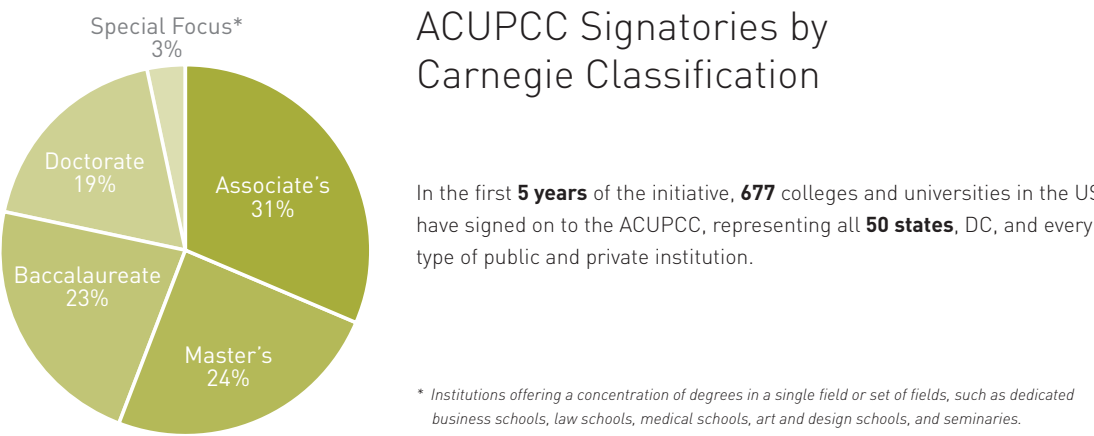 Special Focus*
3%
Doctorate
19%
Associate's
31%
Baccalaureate
23%
Master's
24%
ACUPCC Signatories by
Carnegie Classification
In the first 5 years of the initiative, 677 colleges and universities in the US
have signed on to the ACUPCC, representing all 50 states, DC, and every
type of public and private institution.
* Institutions offering a concentration of degrees in a single field or set of fields, such as dedicated
business schools, law schools, medical schools, art and design schools, and seminaries.